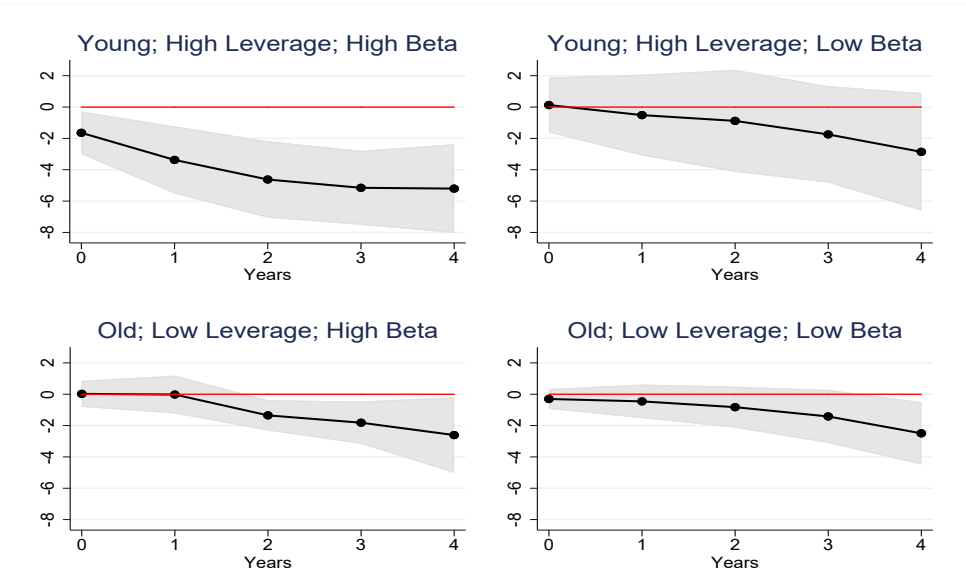 Young; High Leverage; High Beta
2
0
-2
-4
-6
-8
0 1 2 3 4
Years
Young; High Leverage; Low Beta
2
0
-2
-4
-6
-8
0 1 2 3 4
Years
Old; Low Leverage; High Beta
2
0
-2
-4
-6
-8
0 1 2 3 4
Years
Old; Low Leverage; Low Beta
2
0
-2
-4
-6
-8
0 1 2 3 4
Years